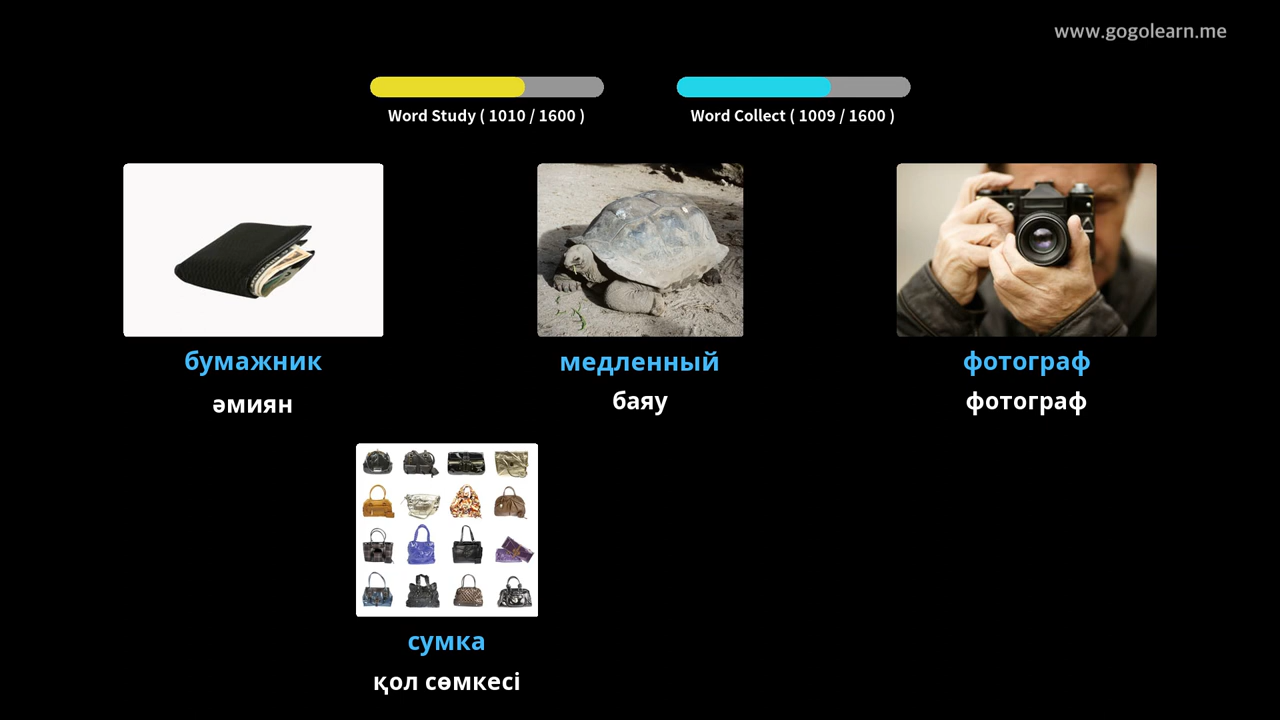 www.gogolearn.me
Word Study ( 1010 / 1600 )
Word Collect ( 1009 / 1600 )
бумажник
әмиян
медленный
баяу
фотограф
фотограф
сумка
қол сөмкесі